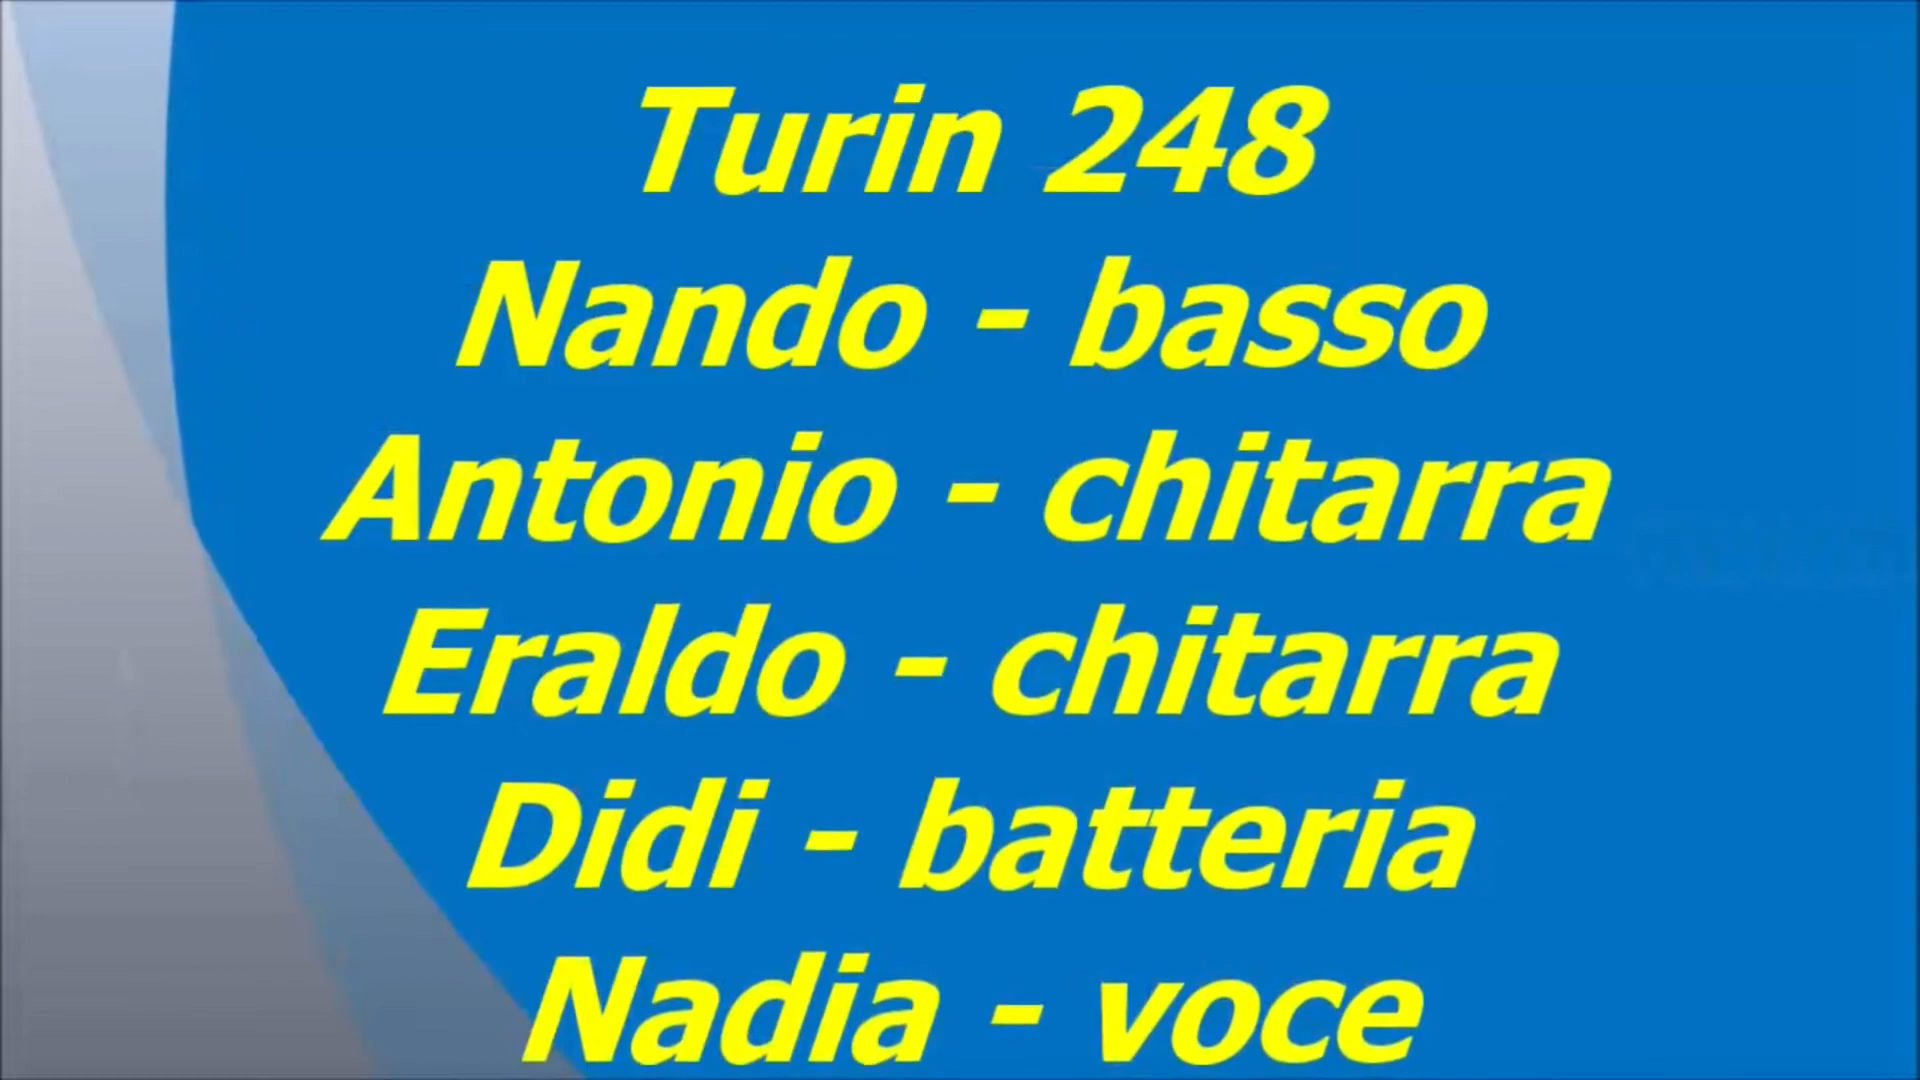 Turin 248
Nando - basso
Antonio - chitarra
Eraldo - chitarra
Didi - batteria
Nadia - voce